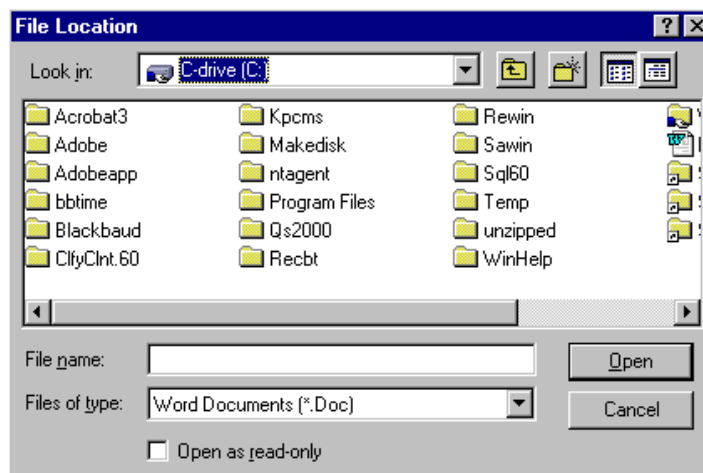 File Location
Look in: C-drive (C:)
Acrobat3 Kpcms Rewin
Adobe Makedisk Sawin
Adobeapp ntagent Sql60
bbtime Program Files Temp
Blackbaud Qs2000 unzipped
ClfyClnt.60 Recbt WinHelp
File name: Open
Files of type: Word Documents (*.Doc) Cancel
Open as read-only